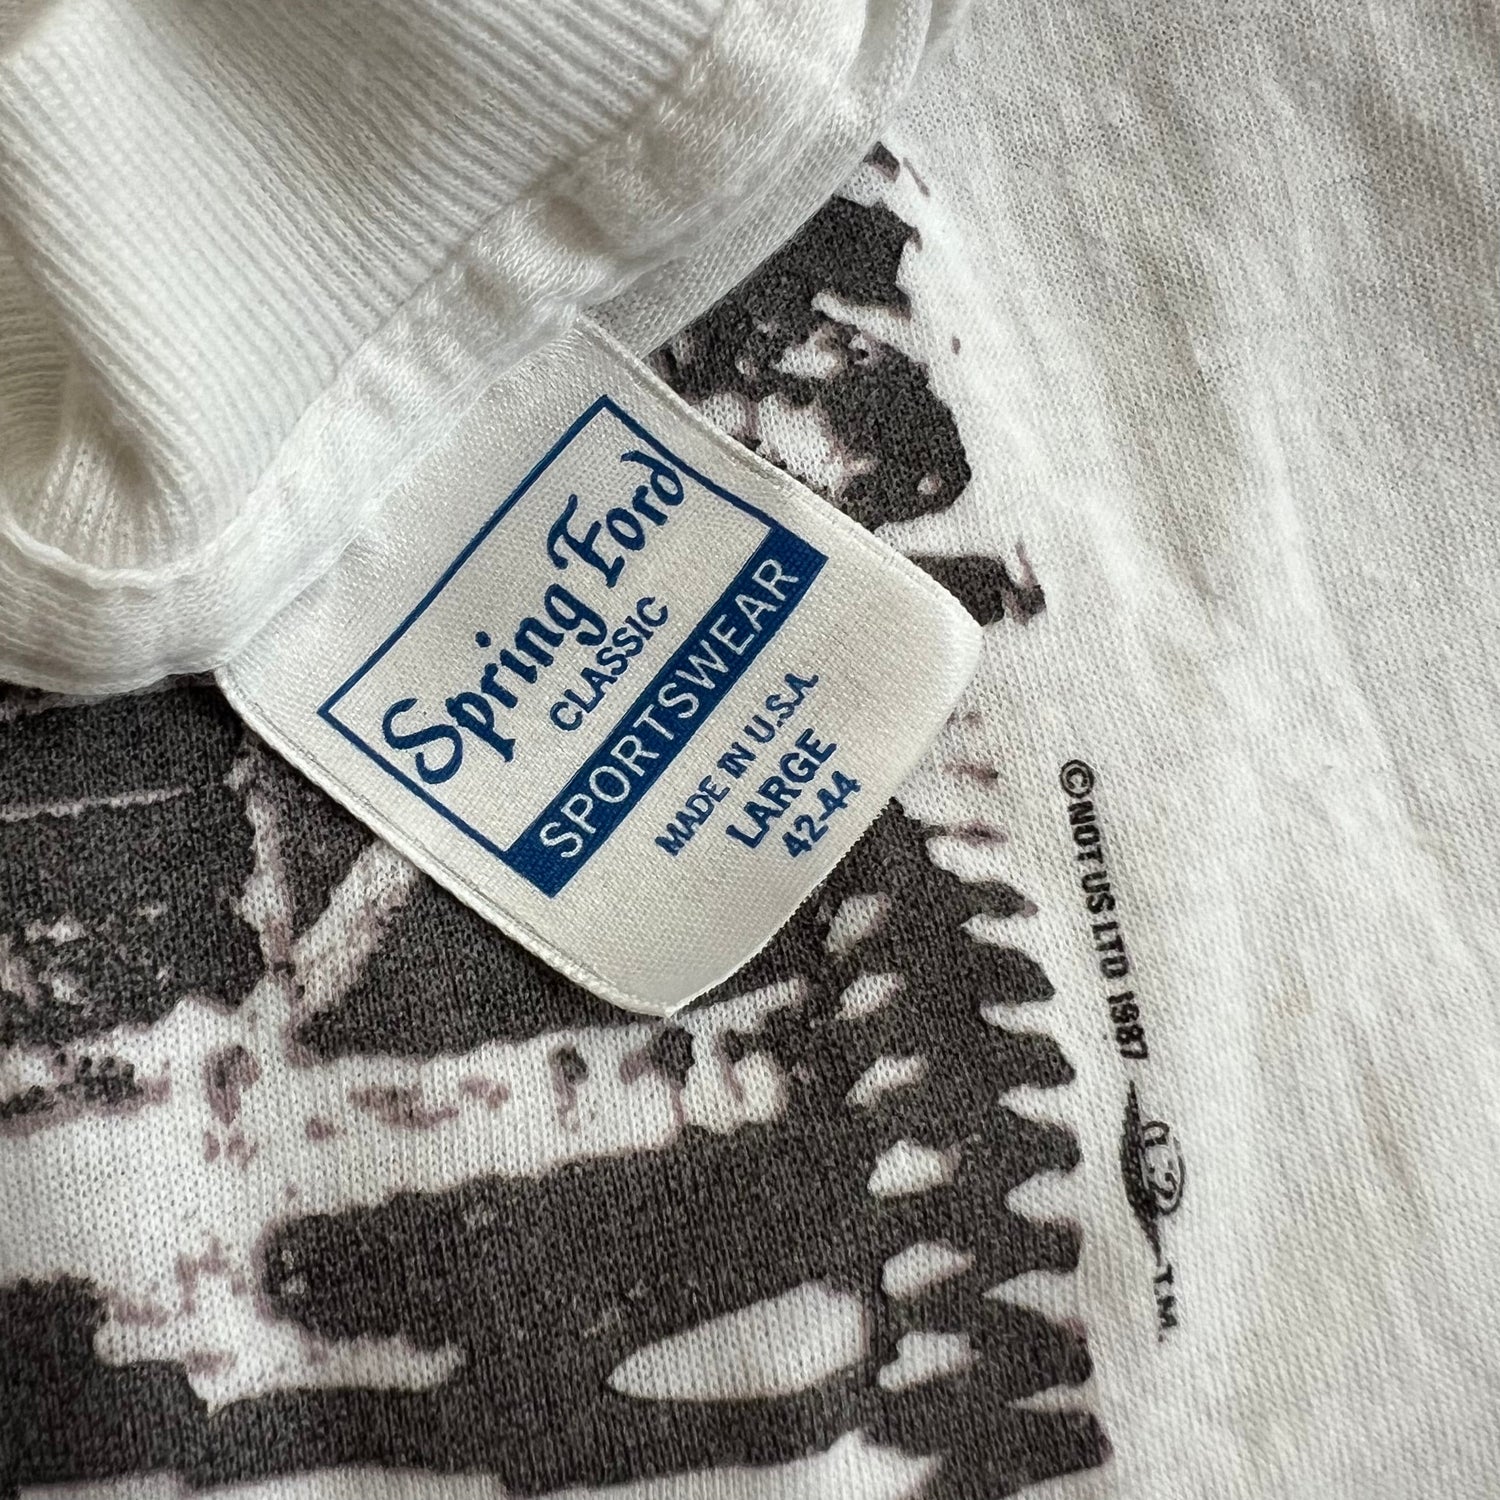 Spring Ford
CLASSIC
SPORTSWEAR
MADE IN U.S.A.
LARGE
42-44
©NOT US LTD 1987
T.M.